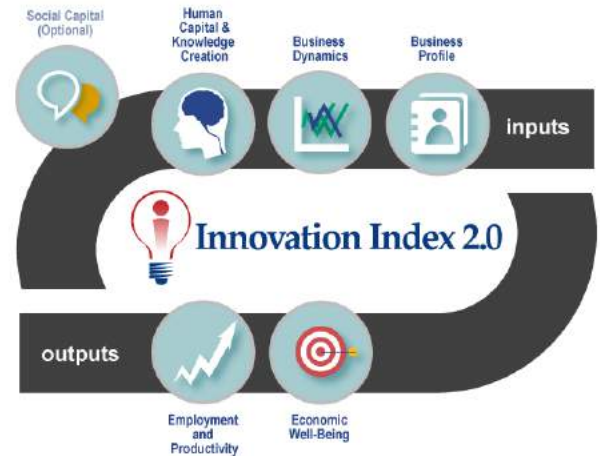 Social Capital
(Optional)
Human
Capital &
Knowledge
Creation
Business
Dynamics
Business
Profile
inputs
Innovation Index 2.0
outputs
Employment
and
Productivity
Economic
Well-Being